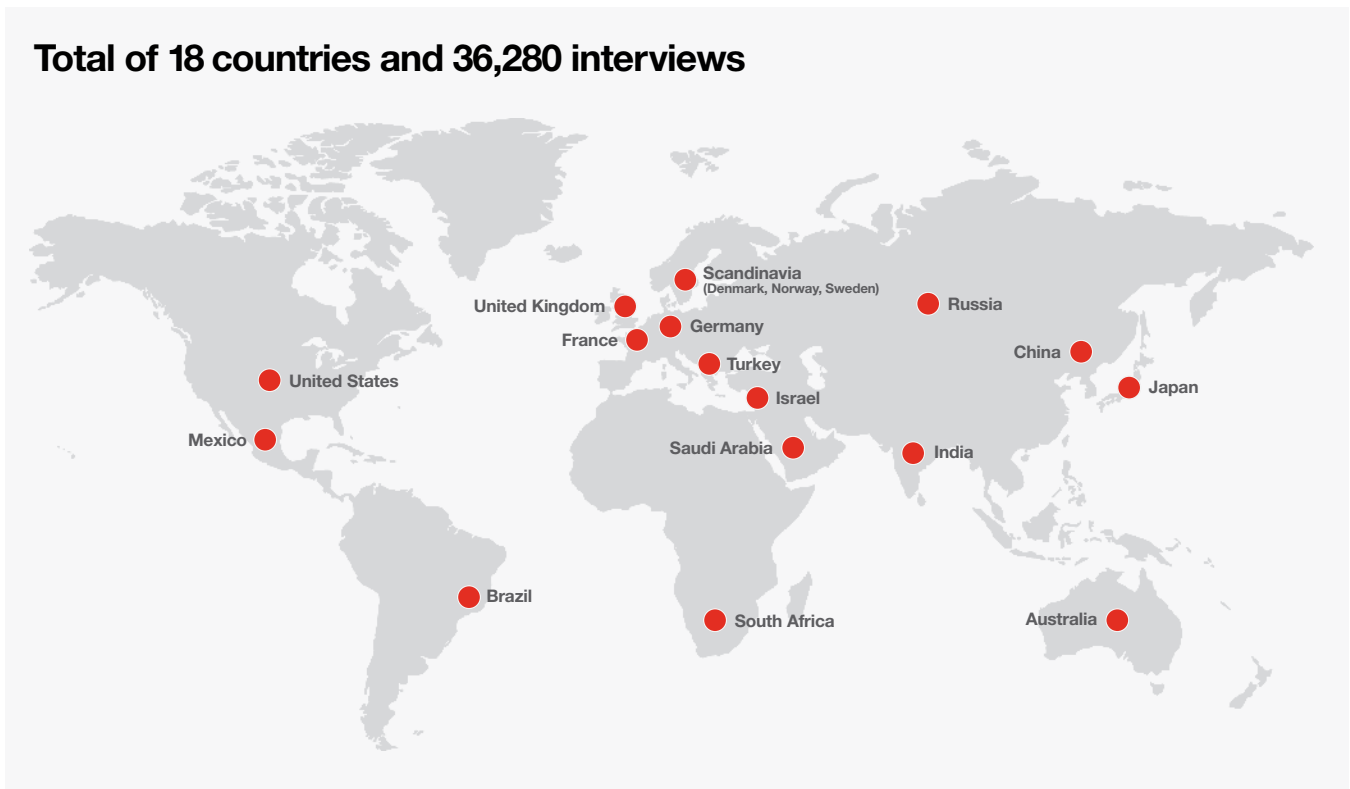 Total of 18 countries and 36,280 interviews
Scandinavia
(Denmark, Norway, Sweden)
United Kingdom
Russia
Germany
France
China
Turkey
United States
Japan
Israel
Mexico
Saudi Arabia
India
Brazil
South Africa
Australia